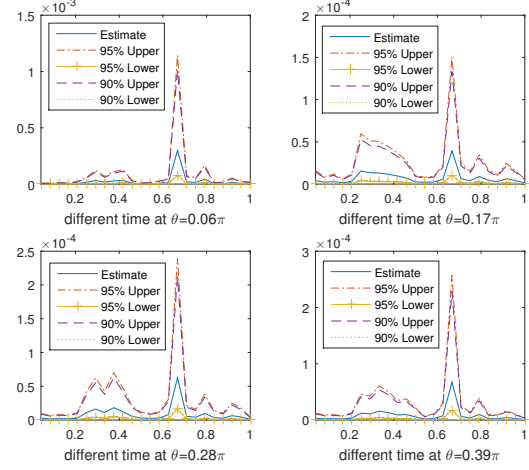 ×10⁻³
1.5
1
0.5
0
Estimate
95% Upper
95% Lower
90% Upper
90% Lower
0.2 0.4 0.6 0.8 1
different time at θ=0.06π
×10⁻⁴
2
1.5
1
0.5
0
Estimate
95% Upper
95% Lower
90% Upper
90% Lower
0.2 0.4 0.6 0.8 1
different time at θ=0.17π
×10⁻⁴
2.5
2
1.5
1
0.5
0
Estimate
95% Upper
95% Lower
90% Upper
90% Lower
0.2 0.4 0.6 0.8 1
different time at θ=0.28π
×10⁻⁴
3
2
1
0
Estimate
95% Upper
95% Lower
90% Upper
90% Lower
0.2 0.4 0.6 0.8 1
different time at θ=0.39π